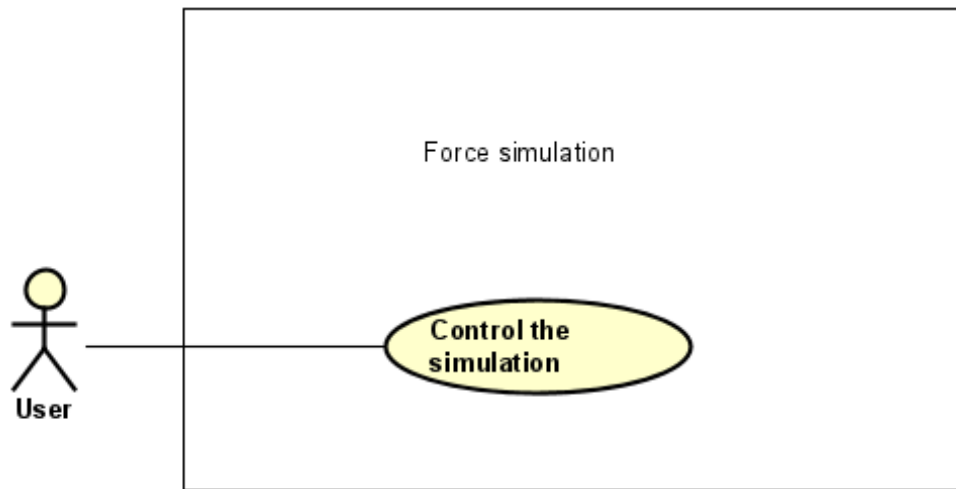 Force simulation
Control the
simulation
User